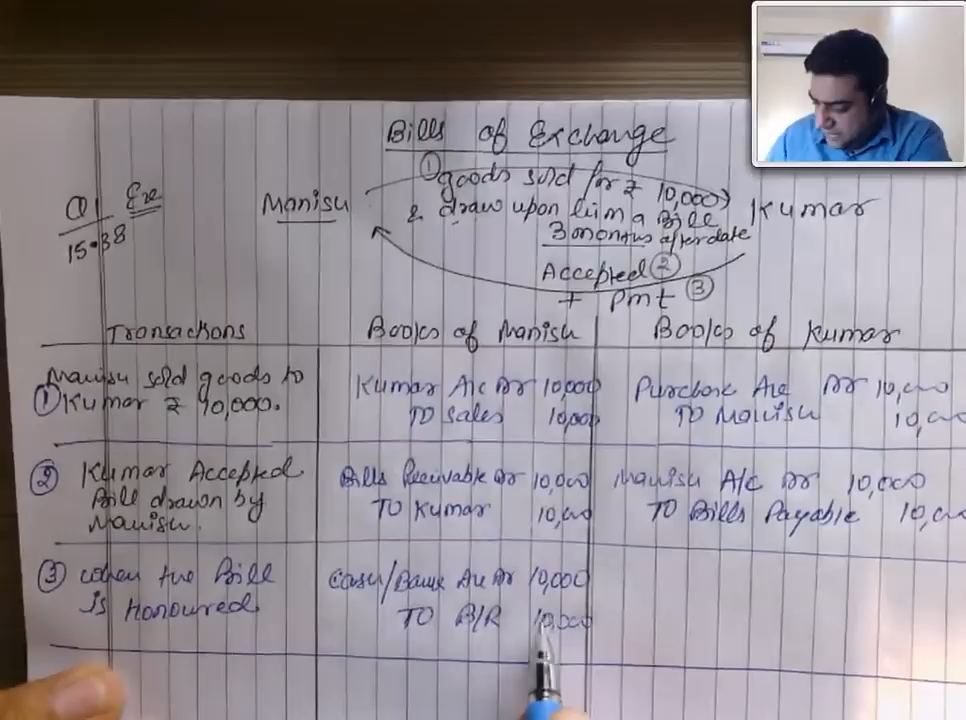 Bills of Exchange
Q1 Exe
15.38
Manish
① goods sold for ₹ 10,000
& draw upon him a Bill
3 months after date
Kumar
Accepted ②
+ Pmt ③
Transactions Books of Manish Books of Kumar
Manish sold goods to
① Kumar ₹ 10,000.
Kumar A/c Dr 10,000
TO Sales 10,000
Purchase A/c Dr 10,000
TO Manish 10,000
② Kumar Accepted
Bill drawn by
Manish.
Bills Receivable Dr 10,000
TO Kumar 10,000
Manish A/c Dr 10,000
TO Bills Payable 10,000
③ when the Bill
is Honoured
Cash/Bank A/c Dr 10,000
TO B/R 10,000